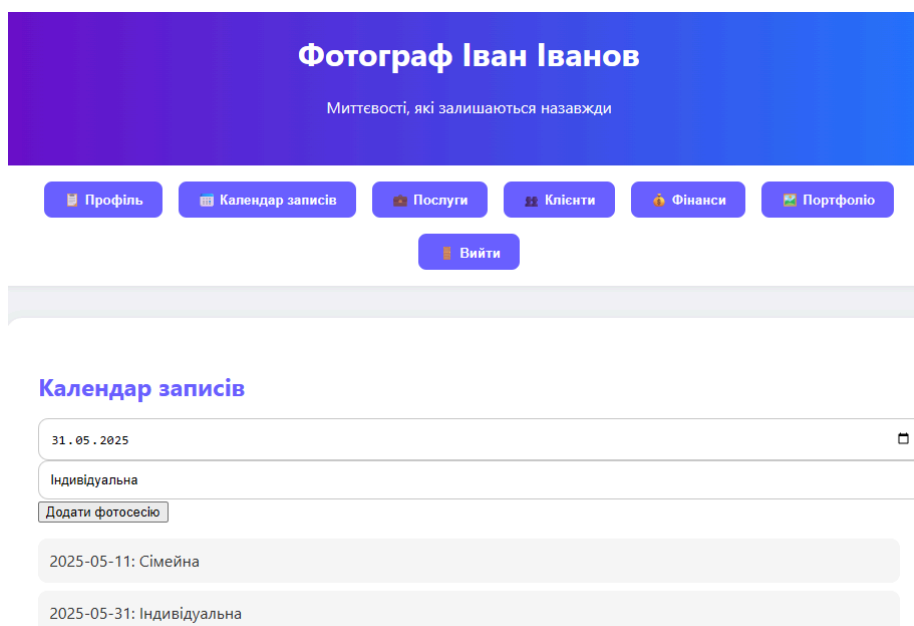 Фотограф Іван Іванов
Миттєвості, які залишаються назавжди
Профіль Календар записів Послуги Клієнти Фінанси Портфоліо
Вийти
Календар записів
31.05.2025
Індивідуальна
Додати фотосесію
2025-05-11: Сімейна
2025-05-31: Індивідуальна